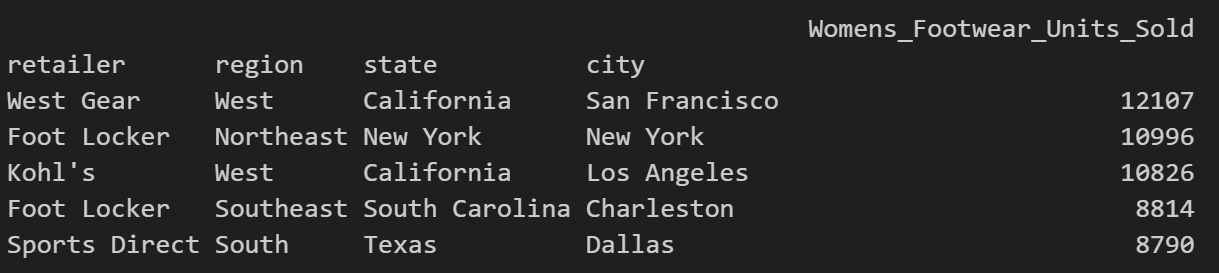 Womens_Footwear_Units_Sold
retailer region state city
West Gear West California San Francisco 12107
Foot Locker Northeast New York New York 10996
Kohl's West California Los Angeles 10826
Foot Locker Southeast South Carolina Charleston 8814
Sports Direct South Texas Dallas 8790